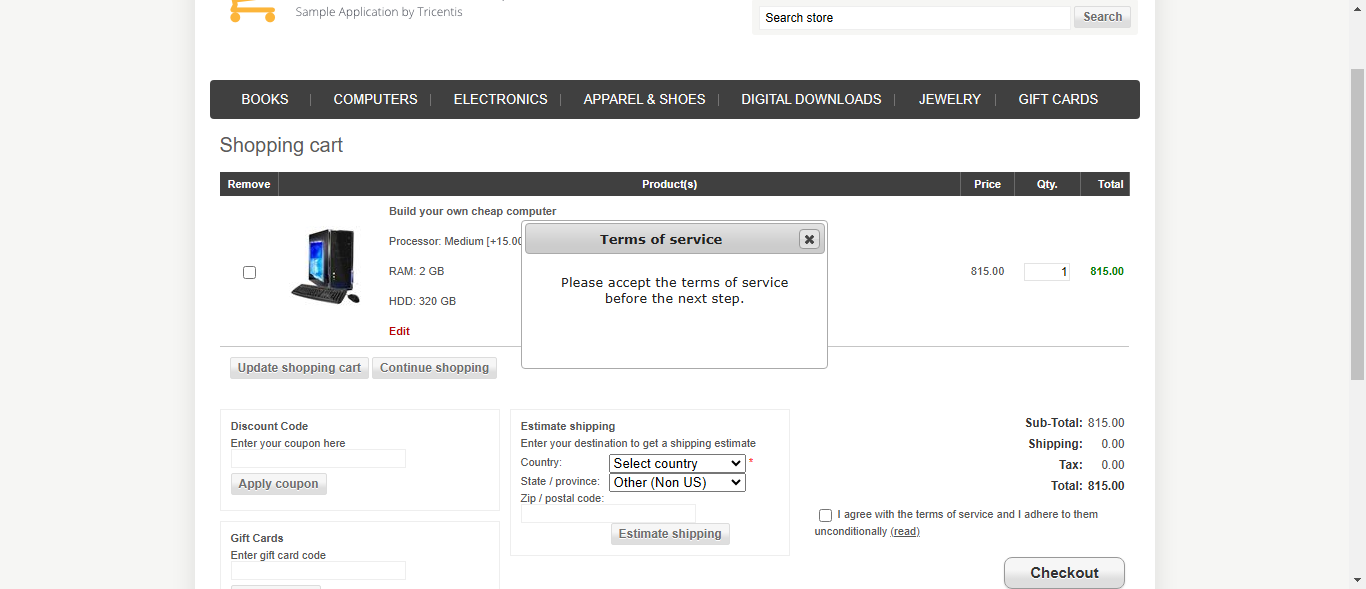 Sample Application by Tricentis
Search store
Search
BOOKS
COMPUTERS
ELECTRONICS
APPAREL & SHOES
DIGITAL DOWNLOADS
JEWELRY
GIFT CARDS
Shopping cart
Remove
Product(s)
Price
Qty.
Total
Build your own cheap computer
Processor: Medium [+15.00
RAM: 2 GB
HDD: 320 GB
Edit
815.00
1
815.00
Terms of service
Please accept the terms of service
before the next step.
Update shopping cart
Continue shopping
Discount Code
Enter your coupon here
Apply coupon
Gift Cards
Enter gift card code
Estimate shipping
Enter your destination to get a shipping estimate
Country:
Select country
*
State / province:
Other (Non US)
Zip / postal code:
Estimate shipping
Sub-Total: 815.00
Shipping: 0.00
Tax: 0.00
Total: 815.00
I agree with the terms of service and I adhere to them
unconditionally (read)
Checkout